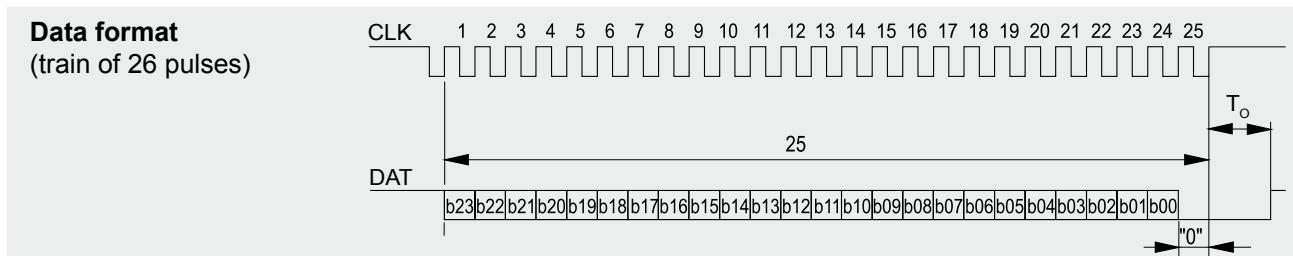 Data format
(train of 26 pulses)
CLK 1 2 3 4 5 6 7 8 9 10 11 12 13 14 15 16 17 18 19 20 21 22 23 24 25
To
25
DAT
b23 b22 b21 b20 b19 b18 b17 b16 b15 b14 b13 b12 b11 b10 b09 b08 b07 b06 b05 b04 b03 b02 b01 b00
"0"